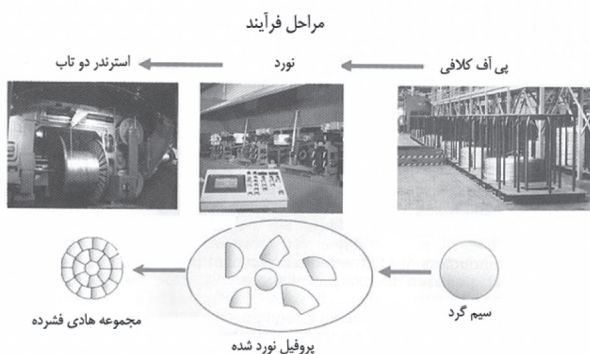 مراحل فرآیند
پی آف کلافی
نورد
استرندر دو تاب
سیم گرد
پروفیل نورد شده
مجموعه هادی فشرده